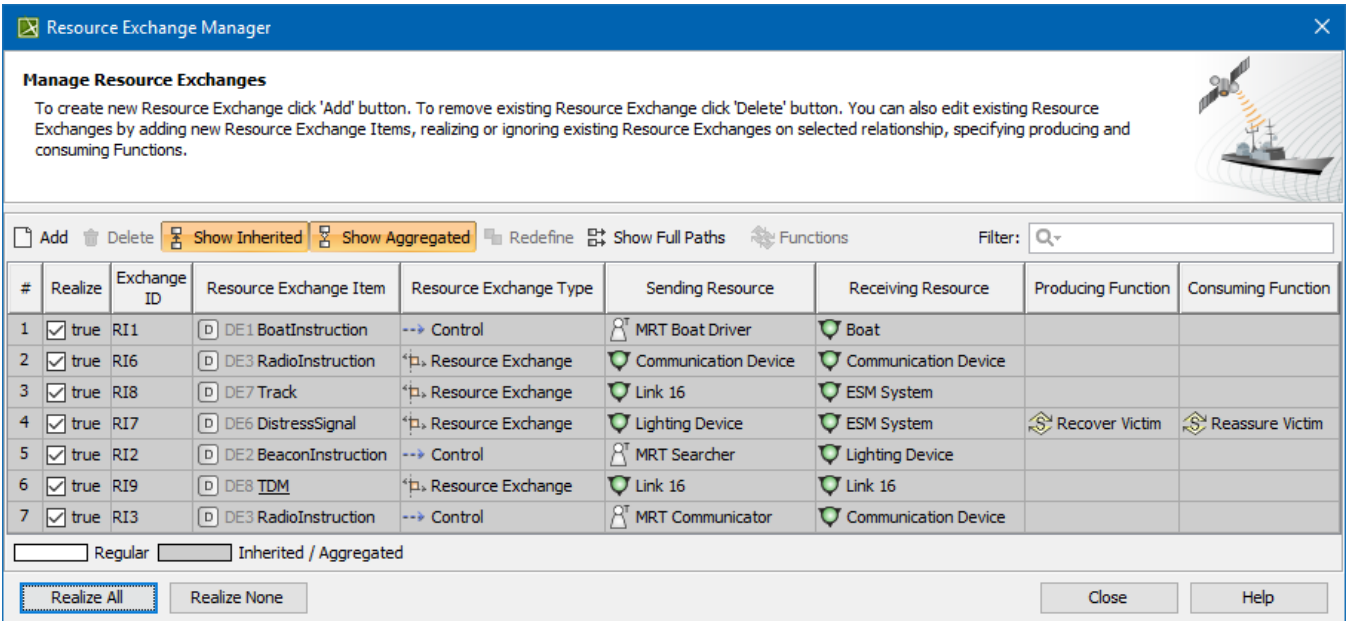 Resource Exchange Manager
Manage Resource Exchanges
To create new Resource Exchange click 'Add' button. To remove existing Resource Exchange click 'Delete' button. You can also edit existing Resource
Exchanges by adding new Resource Exchange Items, realizing or ignoring existing Resource Exchanges on selected relationship, specifying producing and
consuming Functions.
Add Delete Show Inherited Show Aggregated Redefine Show Full Paths Functions Filter:
# Realize Exchange ID Resource Exchange Item Resource Exchange Type Sending Resource Receiving Resource Producing Function Consuming Function
1 true RI1 D DE1 BoatInstruction Control MRT Boat Driver Boat
2 true RI6 D DE3 RadioInstruction Resource Exchange Communication Device Communication Device
3 true RI8 D DE7 Track Resource Exchange Link 16 ESM System
4 true RI7 D DE6 DistressSignal Resource Exchange Lighting Device ESM System S Recover Victim S Reassure Victim
5 true RI2 D DE2 BeaconInstruction Control MRT Searcher Lighting Device
6 true RI9 D DE8 TDM Resource Exchange Link 16 Link 16
7 true RI3 D DE3 RadioInstruction Control MRT Communicator Communication Device
Regular Inherited / Aggregated
Realize All Realize None Close Help